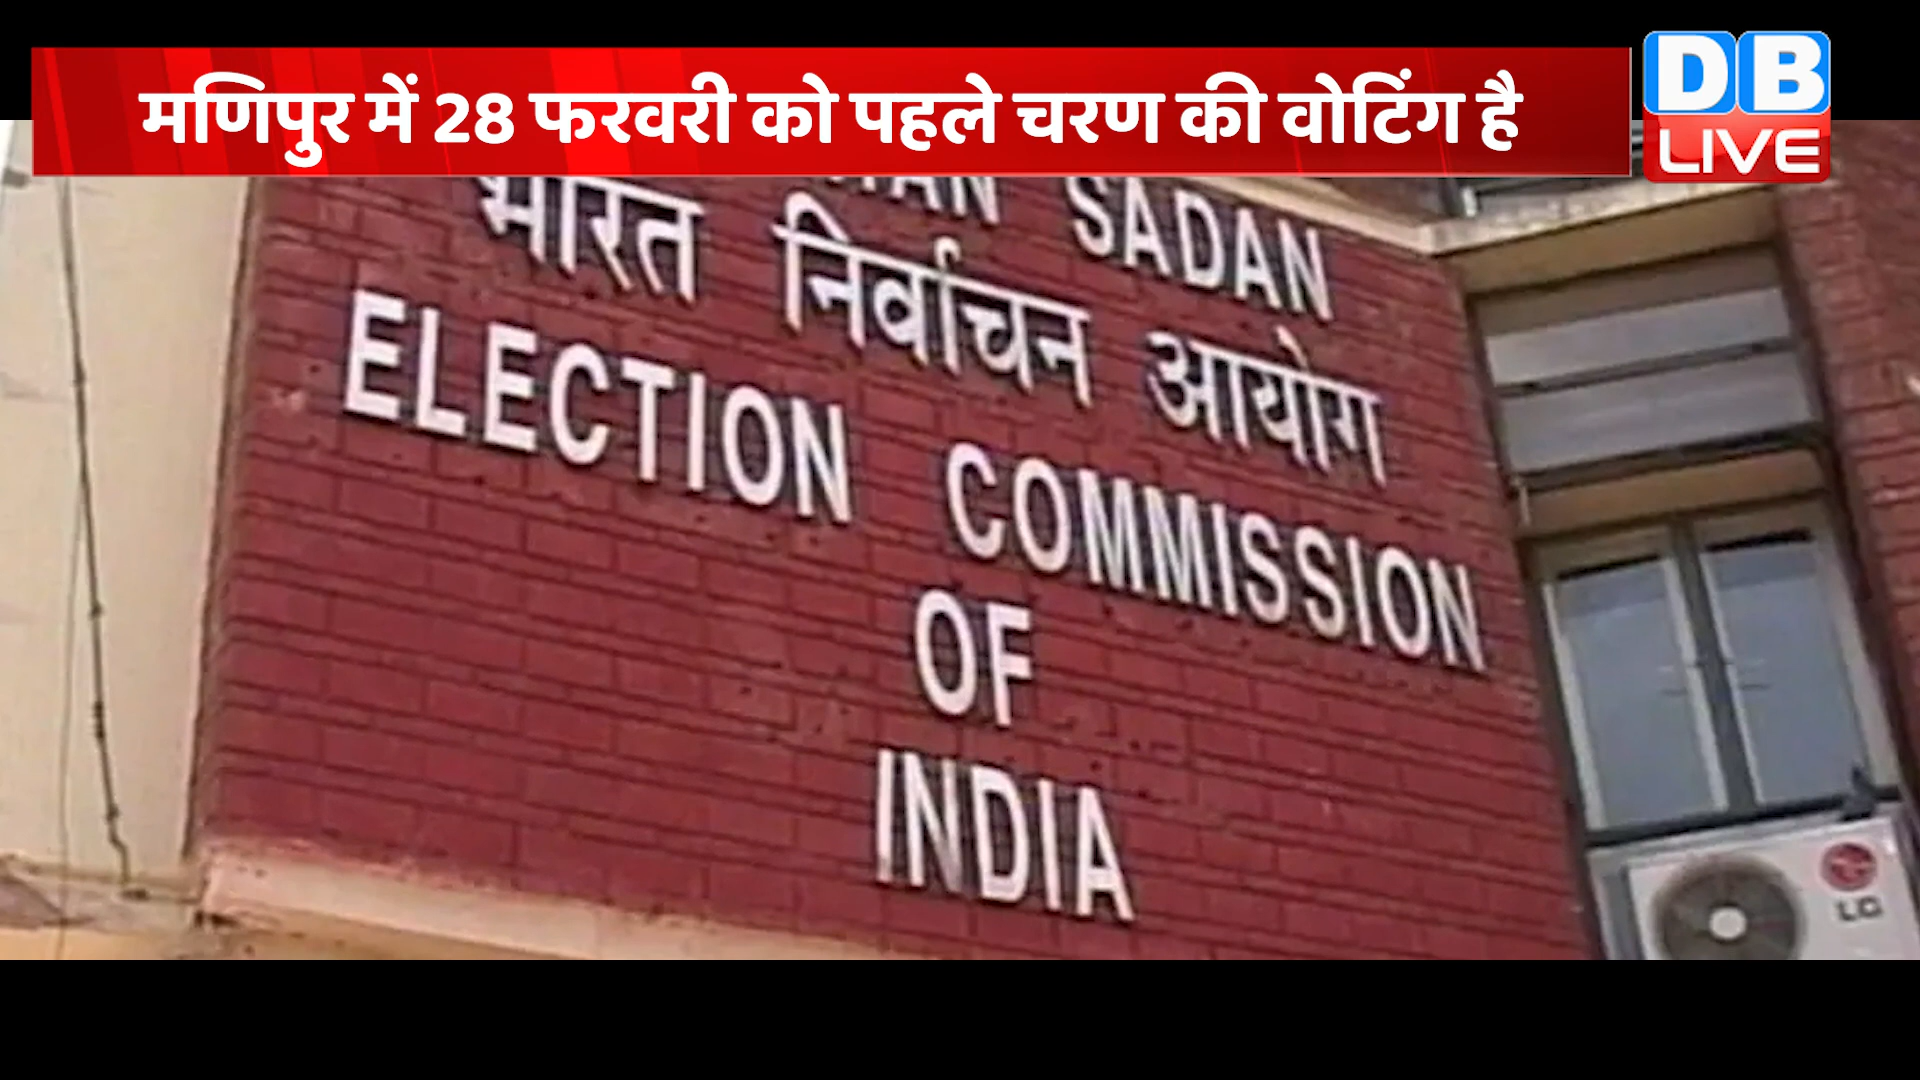 मणिपुर में 28 फरवरी को पहले चरण की वोटिंग है
DB
LIVE
SADAN
भारत निर्वाचन आयोग
ELECTION COMMISSION
OF
INDIA
LG